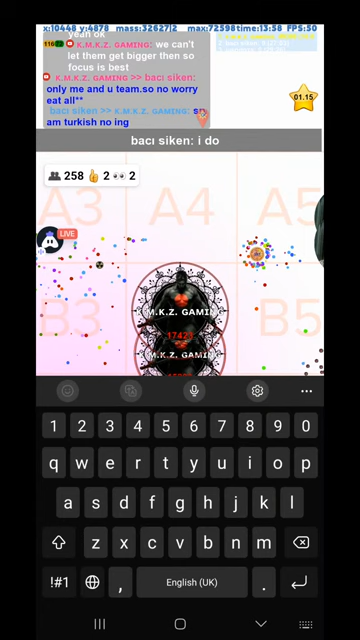 x:10448 y:4878 mass:32627|2 max:72598 time:13:58 FPS:50
yeah ok
116 K.M.K.Z. GAMING: we can't
let them get bigger then so
focus is best
K.M.K.Z. GAMING >> bacı siken:
only me and u team.so no worry
eat all**
bacı siken >> K.M.K.Z. GAMING:
am turkish no ing
01.15
bacı siken: i do
258 2 2
A3 A4 A5
LIVE
B3 B5
K.M.K.Z. GAMING
17423
K.M.K.Z. GAMING
1 2 3 4 5 6 7 8 9 0
q w e r t y u i o p
a s d f g h j k l
z x c v b n m
!#1 , English (UK) .